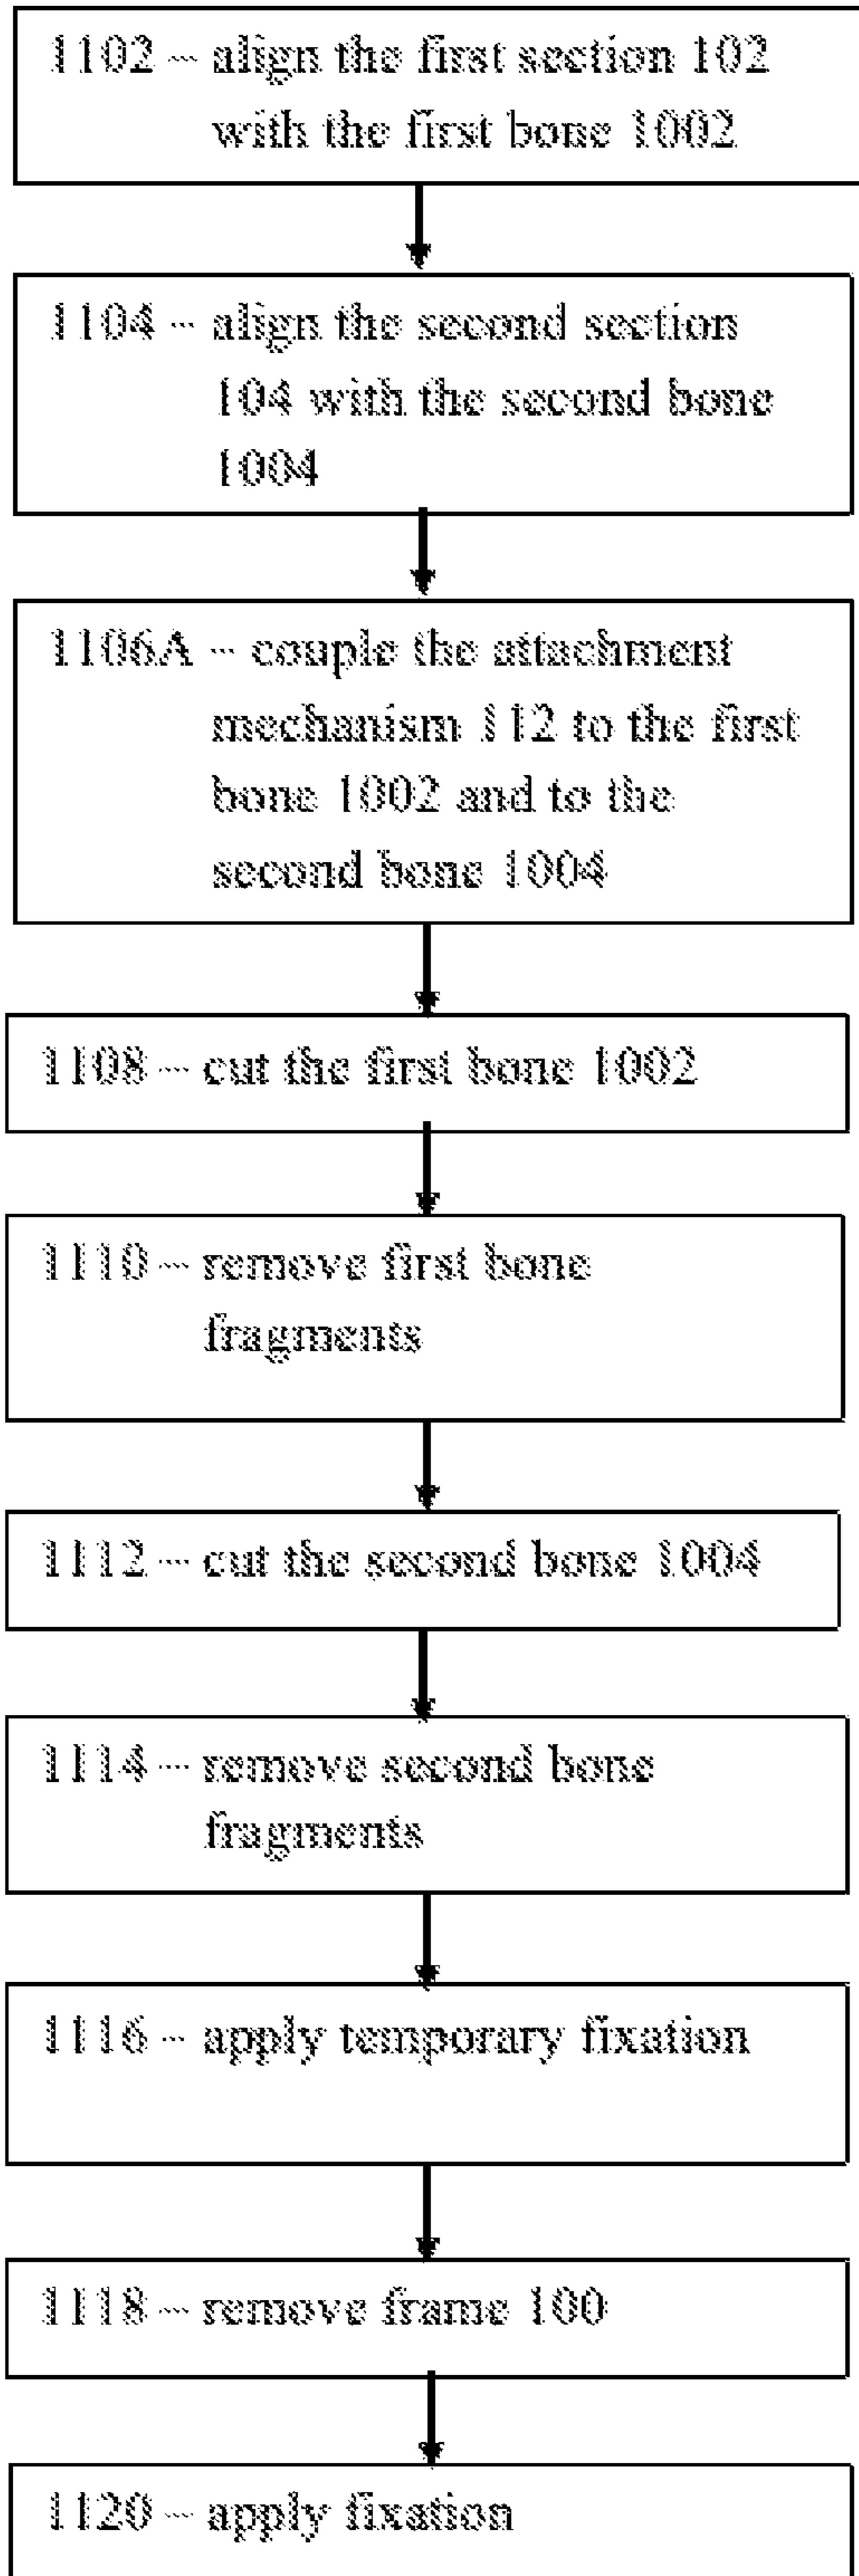 1102 – align the first section 102
with the first bone 1002
1104 – align the second section
104 with the second bone
1004
1106A – couple the attachment
mechanism 112 to the first
bone 1002 and to the
second bone 1004
1108 – cut the first bone 1002
1110 – remove first bone
fragments
1112 – cut the second bone 1004
1114 – remove second bone
fragments
1116 – apply temporary fixation
1118 – remove frame 100
1120 – apply fixation